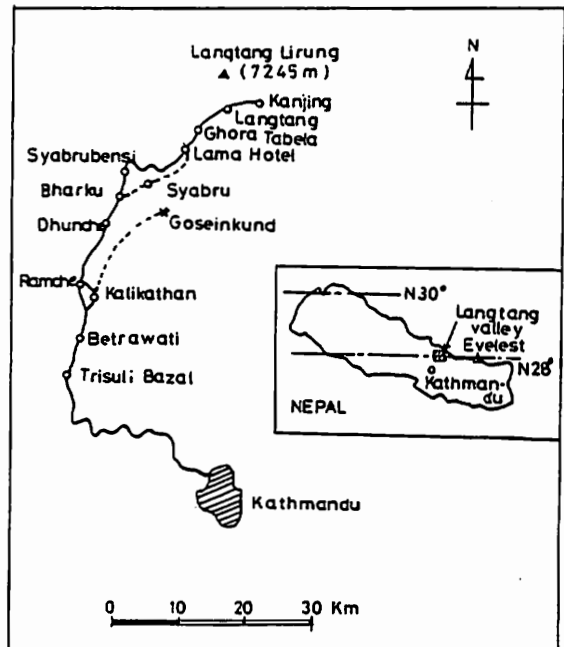 Langtang Lirung
▲ (7245m)
N
Kanjing
Langtang
Ghora Tabela
Lama Hotel
Syabrubensi
Syabru
Bharku
Goseinkund
Dhunche
Ramche
Kalikathan
Betrawati
Trisuli Bazal
Kathmandu
N30°
Langtang
valley
Evelest
N28°
Kathman-
du
NEPAL
0 10 20 30 Km